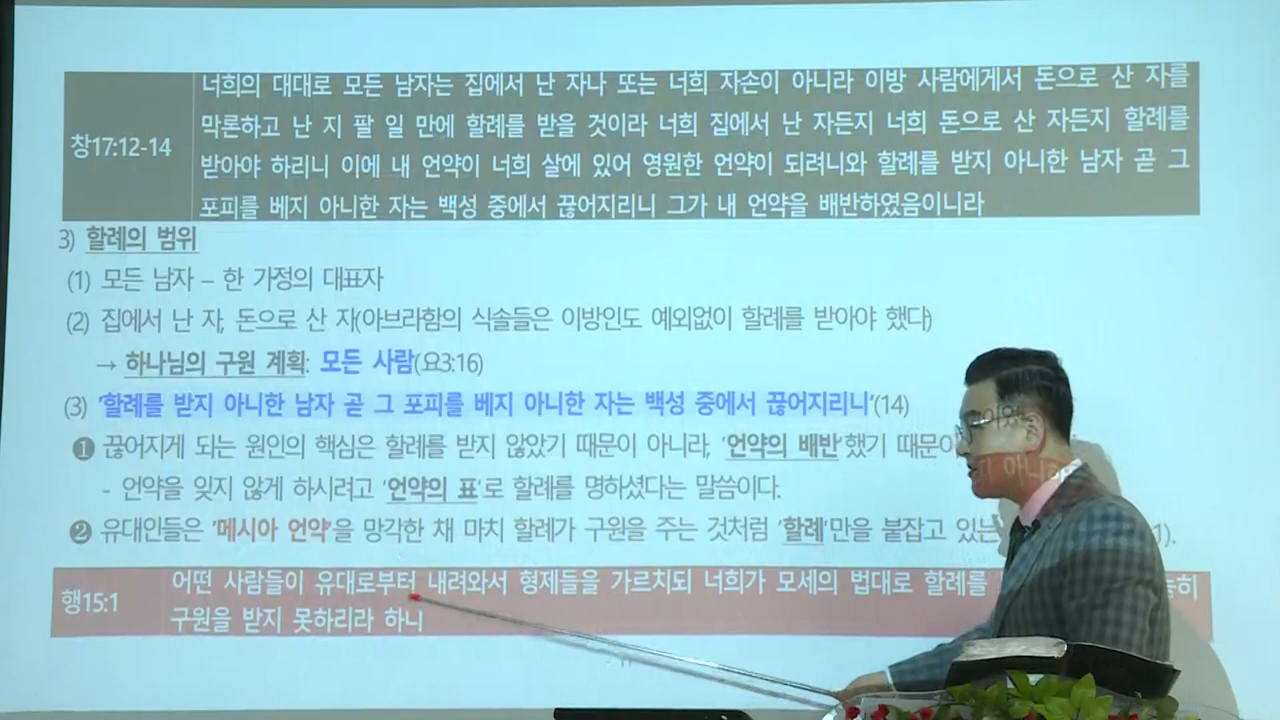 창17:12-14
너희의 대대로 모든 남자는 집에서 난 자나 또는 너희 자손이 아니라 이방 사람에게서 돈으로 산 자를
막론하고 난 지 팔 일 만에 할례를 받을 것이라 너희 집에서 난 자든지 너희 돈으로 산 자든지 할례를
받아야 하리니 이에 내 언약이 너희 살에 있어 영원한 언약이 되려니와 할례를 받지 아니한 남자 곧 그
포피를 베지 아니한 자는 백성 중에서 끊어지리니 그가 내 언약을 배반하였음이니라
3) 할례의 범위
(1) 모든 남자 – 한 가정의 대표자
(2) 집에서 난 자, 돈으로 산 자(아브라함의 식솔들은 이방인도 예외없이 할례를 받아야 했다)
→ 하나님의 구원 계획: 모든 사람(요3:16)
(3) '할례를 받지 아니한 남자 곧 그 포피를 베지 아니한 자는 백성 중에서 끊어지리니'(14)
❶ 끊어지게 되는 원인의 핵심은 할례를 받지 않았기 때문이 아니라, '언약의 배반'했기 때문이
- 언약을 잊지 않게 하시려고 '언약의 표'로 할례를 명하셨다는 말씀이다.
❷ 유대인들은 '메시아 언약'을 망각한 채 마치 할례가 구원을 주는 것처럼 '할례'만을 붙잡고 있는 1).
행15:1
어떤 사람들이 유대로부터 내려와서 형제들을 가르치되 너희가 모세의 법대로 할례를 받지 아니하 능히
구원을 받지 못하리라 하니